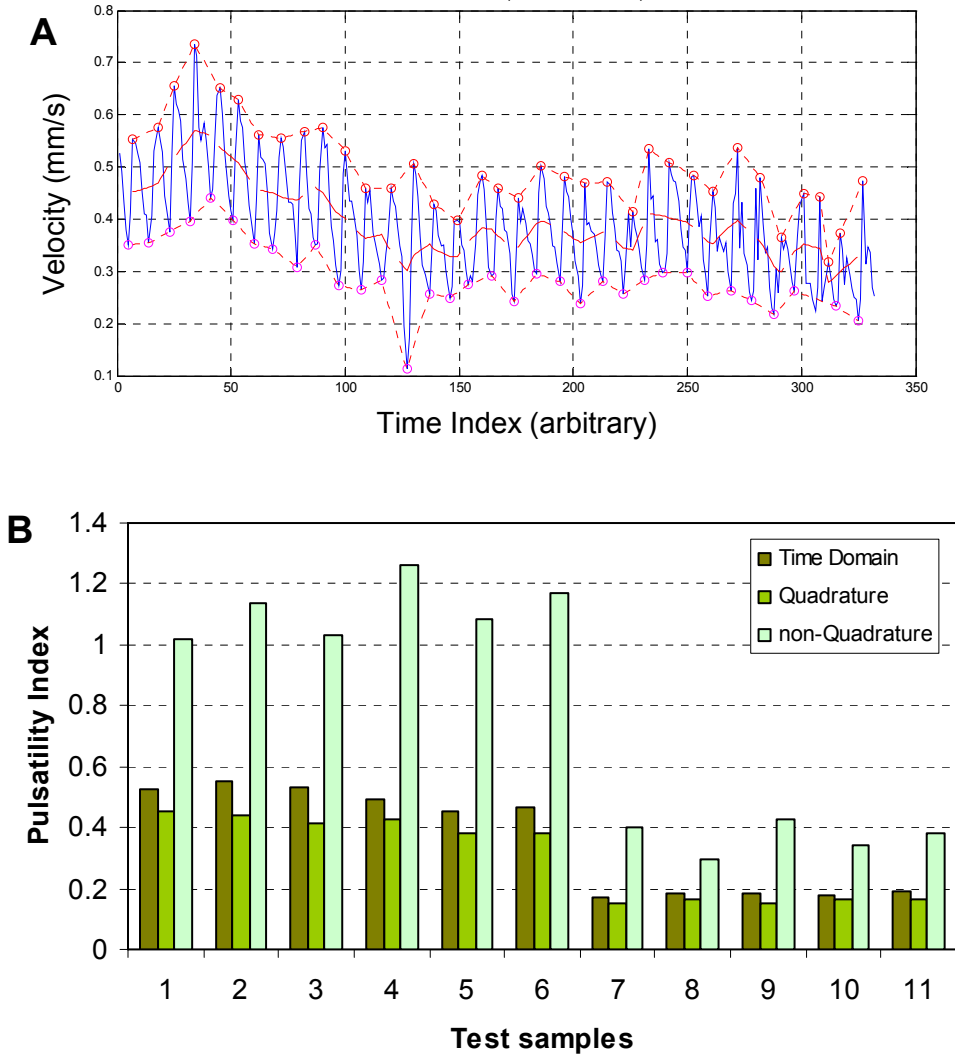 A
0.8
0.7
0.6
0.5
0.4
0.3
0.2
0.1
Velocity (mm/s)
0 50 100 150 200 250 300 350
Time Index (arbitrary)
B
1.4
1.2
1
0.8
0.6
0.4
0.2
0
Pulsatility Index
Time Domain
Quadrature
non-Quadrature
1 2 3 4 5 6 7 8 9 10 11
Test samples